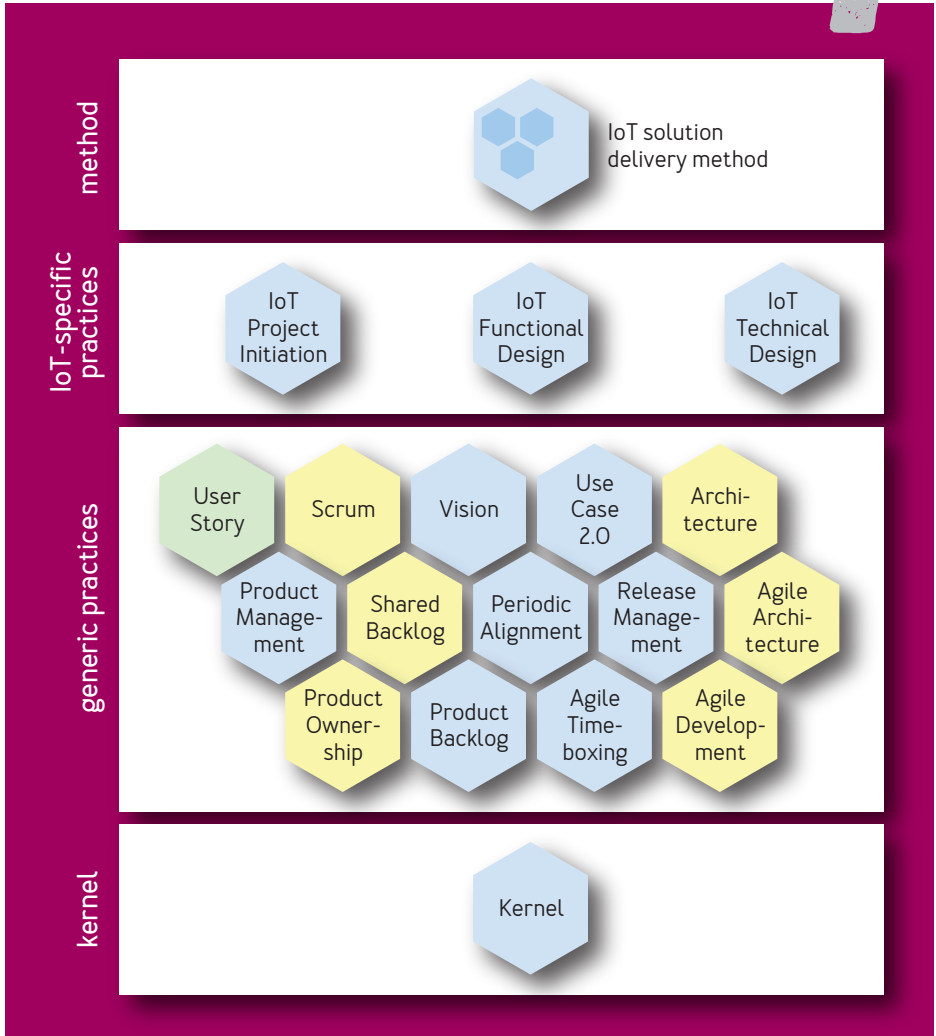 method
IoT solution
delivery method
IoT-specific
practices
IoT
Project
Initiation
IoT
Functional
Design
IoT
Technical
Design
generic practices
User
Story
Scrum
Vision
Use
Case
2.0
Archi-
tecture
Product
Manage-
ment
Shared
Backlog
Periodic
Alignment
Release
Manage-
ment
Agile
Archi-
tecture
Product
Owner-
ship
Product
Backlog
Agile
Time-
boxing
Agile
Develop-
ment
kernel
Kernel